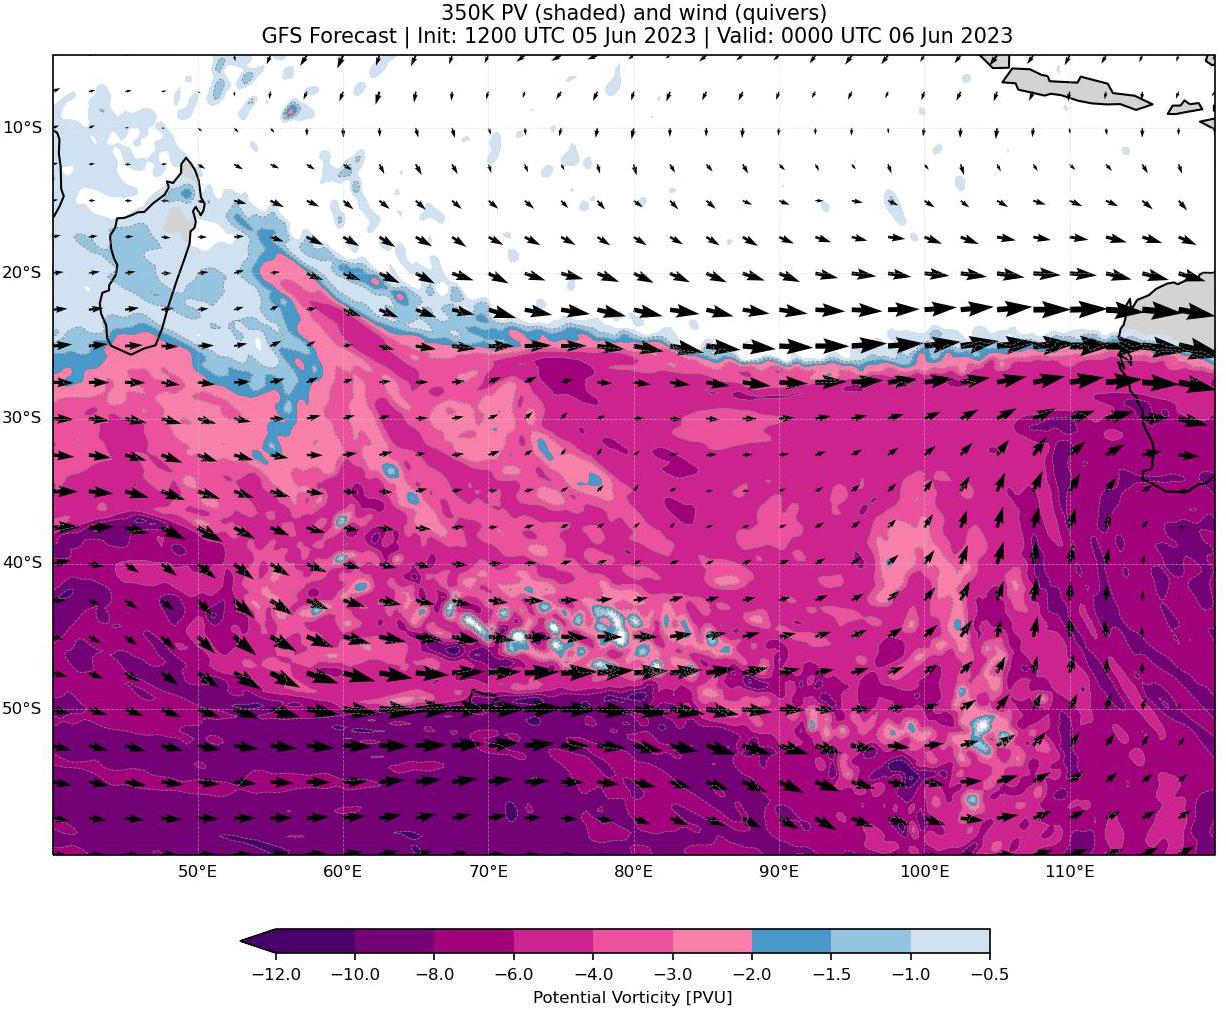 350K PV (shaded) and wind (quivers)
GFS Forecast | Init: 1200 UTC 05 Jun 2023 | Valid: 0000 UTC 06 Jun 2023
10°S
20°S
30°S
40°S
50°S
50°E 60°E 70°E 80°E 90°E 100°E 110°E
−12.0 −10.0 −8.0 −6.0 −4.0 −3.0 −2.0 −1.5 −1.0 −0.5
Potential Vorticity [PVU]